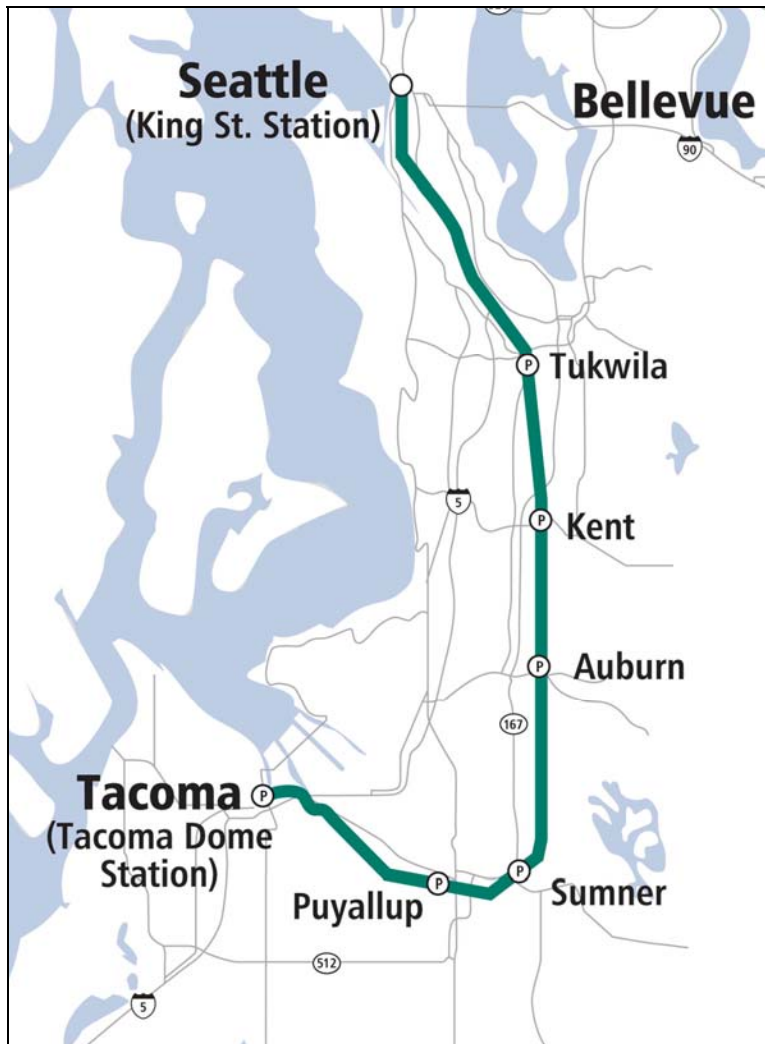 Seattle
(King St. Station)
Bellevue
90
P
Tukwila
5
P
Kent
P
Auburn
167
Tacoma
P
(Tacoma Dome
Station)
P
Puyallup
P
Sumner
512
5